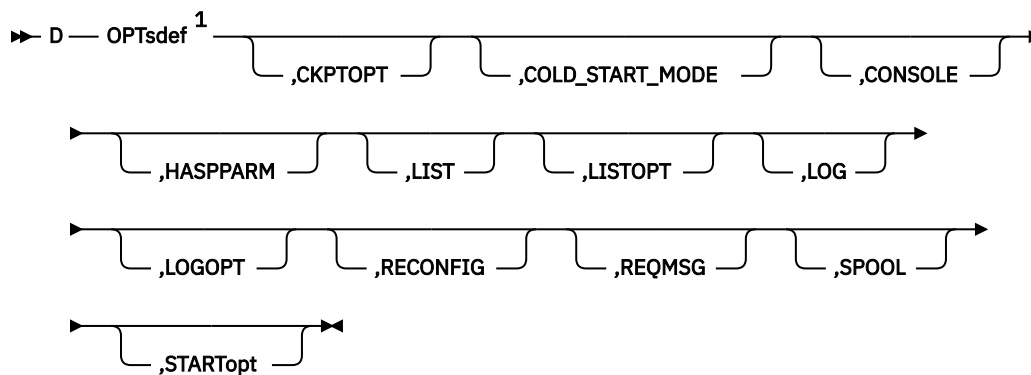 D OPTsdef 1
,CKPTOPT ,COLD_START_MODE ,CONSOLE
,HASPPARM ,LIST ,LISTOPT ,LOG
,LOGOPT ,RECONFIG ,REQMSG ,SPOOL
,STARTopt